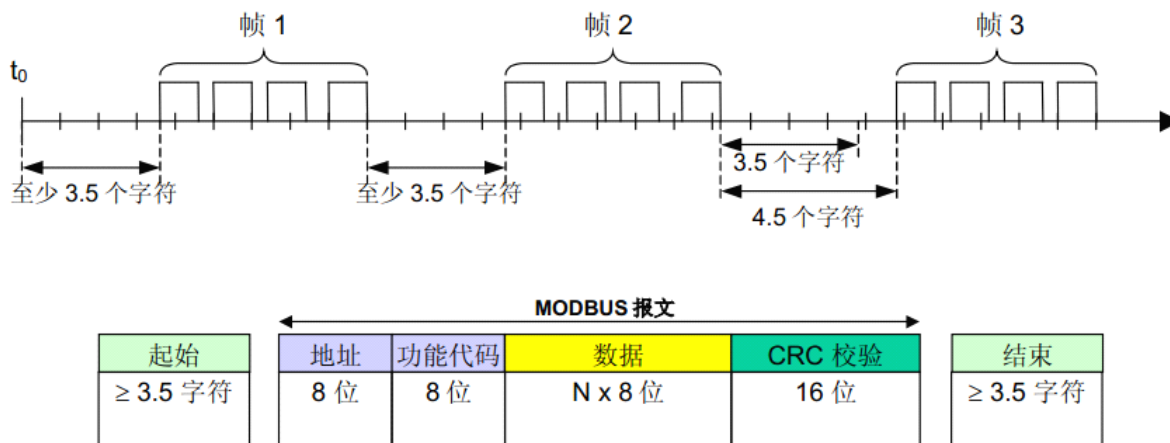 帧 1 帧 2 帧 3
t0
3.5 个字符
至少 3.5 个字符 至少 3.5 个字符
4.5 个字符
MODBUS 报文
起始 地址 功能代码 数据 CRC 校验 结束
≥ 3.5 字符 8 位 8 位 N x 8 位 16 位 ≥ 3.5 字符